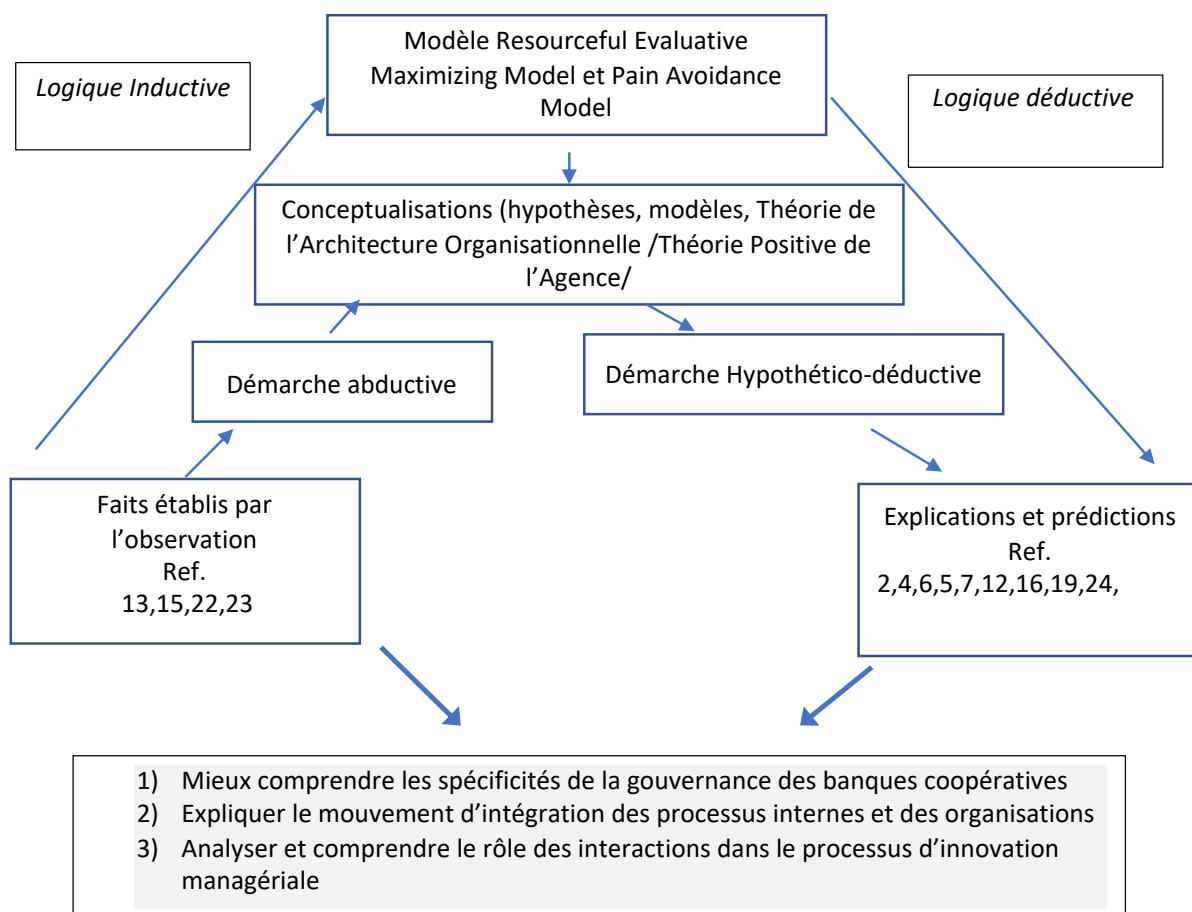 Modèle Resourceful Evaluative
Maximizing Model et Pain Avoidance
Model
Logique Inductive
Logique déductive
Conceptualisations (hypothèses, modèles, Théorie de
l’Architecture Organisationnelle /Théorie Positive de
l’Agence/
Démarche abductive
Démarche Hypothético-déductive
Faits établis par
l’observation
Ref.
13,15,22,23
Explications et prédictions
Ref.
2,4,6,5,7,12,16,19,24,
1) Mieux comprendre les spécificités de la gouvernance des banques coopératives
2) Expliquer le mouvement d’intégration des processus internes et des organisations
3) Analyser et comprendre le rôle des interactions dans le processus d’innovation
managériale